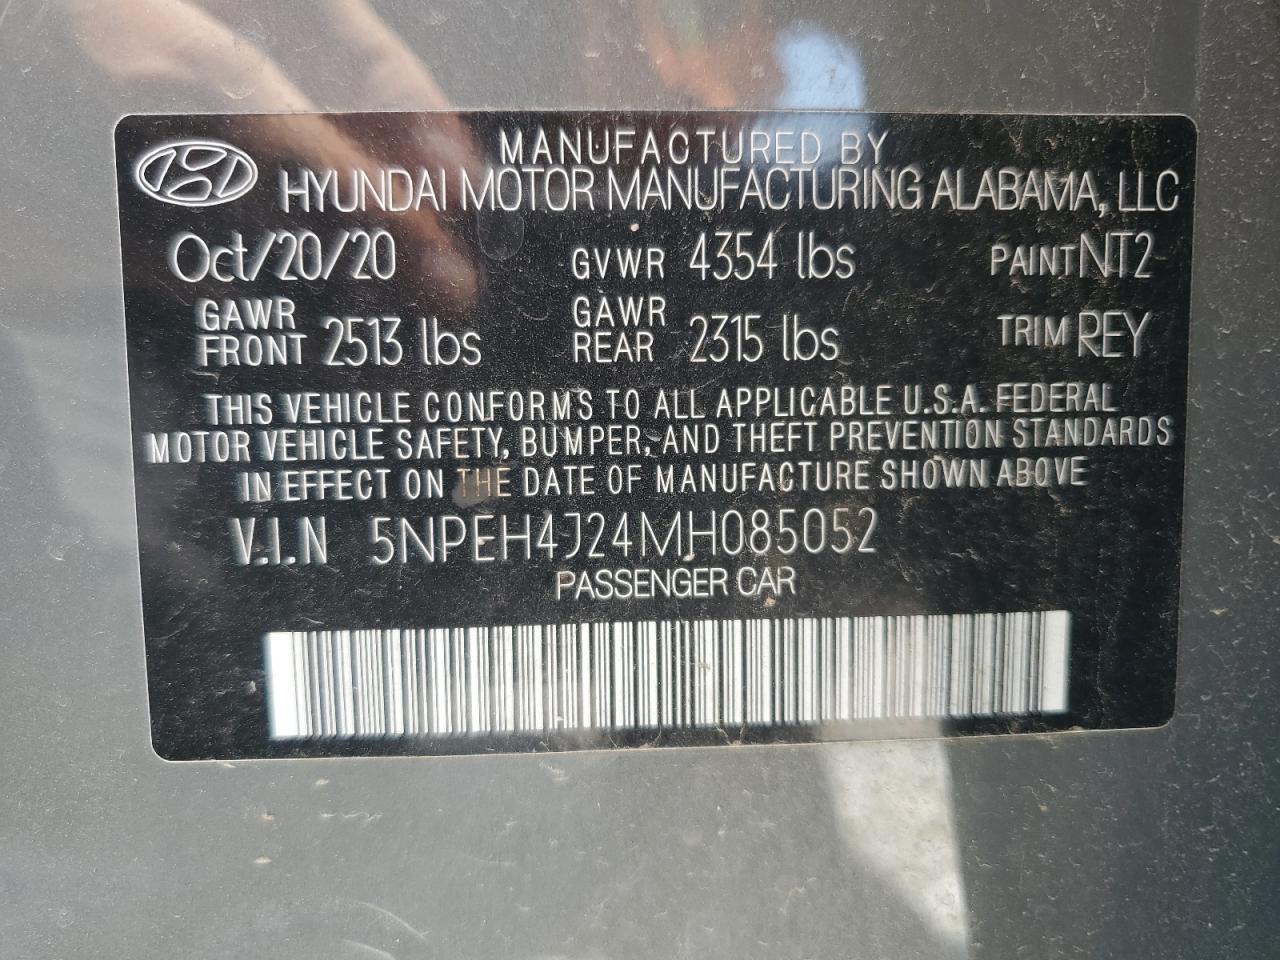 MANUFACTURED BY
HYUNDAI MOTOR MANUFACTURING ALABAMA, LLC
Oct/20/20 GVWR 4354 lbs PAINT NT2
GAWR FRONT 2513 lbs GAWR REAR 2315 lbs TRIM REY
THIS VEHICLE CONFORMS TO ALL APPLICABLE U.S.A. FEDERAL
MOTOR VEHICLE SAFETY, BUMPER, AND THEFT PREVENTION STANDARDS
IN EFFECT ON THE DATE OF MANUFACTURE SHOWN ABOVE
V.I.N 5NPEH4J24MH085052
PASSENGER CAR